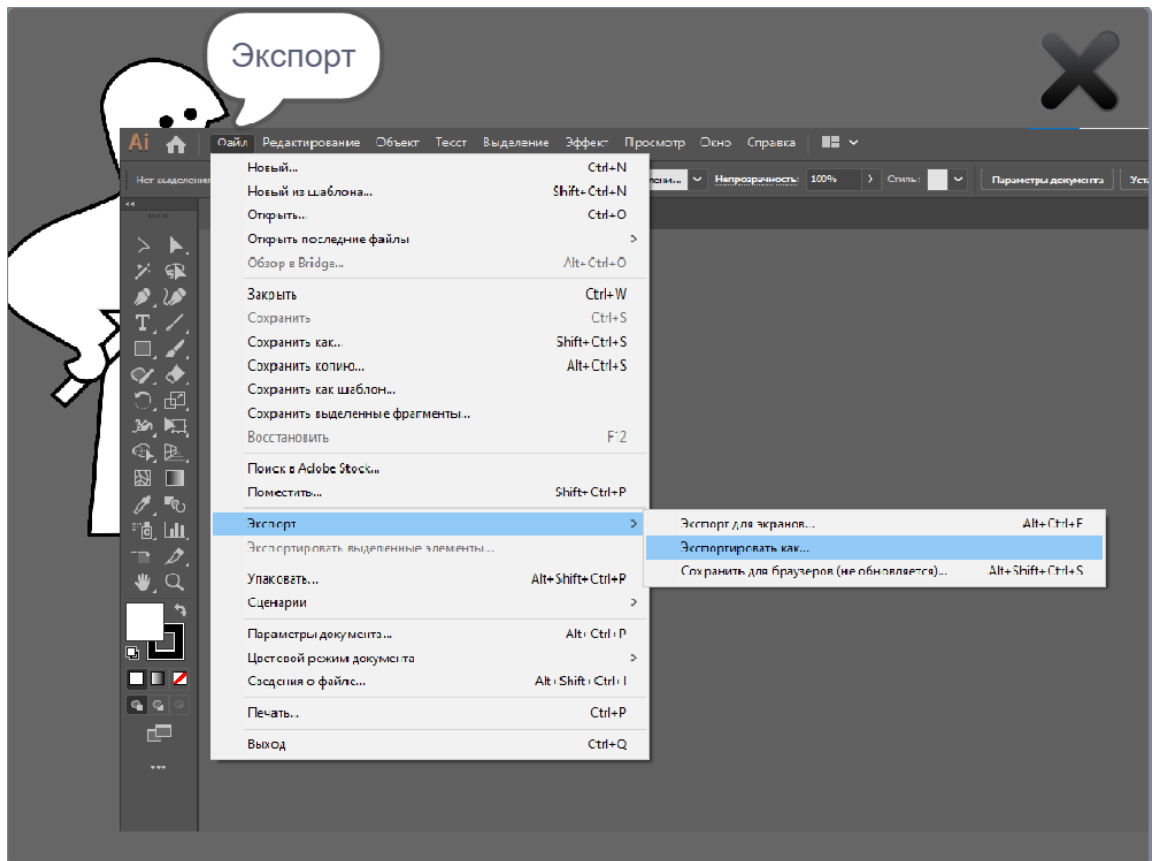 Экспорт
Ai
Файл Редактирование Объект Текст Выделение Эффект Просмотр Окно Справка
Нет выделения
Непрозрачность: 100% Стиль: Параметры документа
Новый... Ctrl+N
Новый из шаблона... Shift+Ctrl+N
Открыть... Ctrl+O
Открыть последние файлы
Обзор в Bridge... Alt+Ctrl+O
Закрыть Ctrl+W
Сохранить Ctrl+S
Сохранить как... Shift+Ctrl+S
Сохранить копию... Alt+Ctrl+S
Сохранить как шаблон...
Сохранить выделенные фрагменты...
Восстановить F12
Поиск в Adobe Stock...
Поместить... Shift+Ctrl+P
Экспорт
Экспорт для экранов... Alt+Ctrl+E
Экспортировать выделенные элементы...
Экспортировать как...
Сохранить для браузеров (не обновляется)... Alt+Shift+Ctrl+S
Упаковать... Alt+Shift+Ctrl+P
Сценарии
Параметры документа... Alt+Ctrl+P
Цветовой режим документа
Сведения о файле... Alt+Shift+Ctrl+I
Печать... Ctrl+P
Выход Ctrl+Q